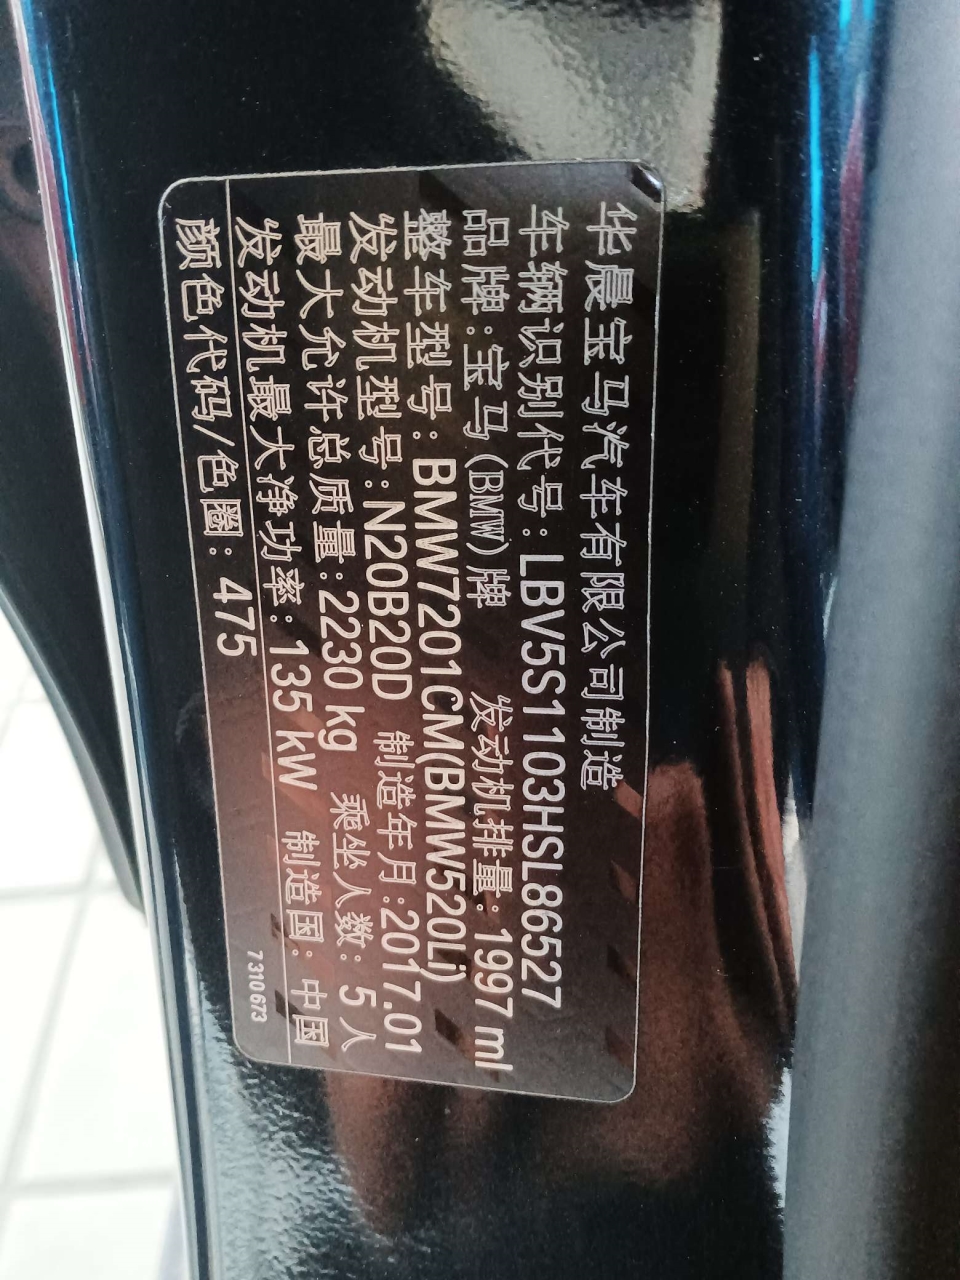 华晨宝马汽车有限公司制造
车辆识别代号:LBV5S1103HSL86527
品牌:宝马(BMW)牌 发动机排量:1997 ml
整车型号:BMW7201CM(BMW520Li)
发动机型号:N20B20D 制造年月:2017.01
最大允许总质量:2230 kg 乘坐人数:5人
发动机最大净功率:135 kW 制造国:中国
颜色代码/色圈:475 7310673